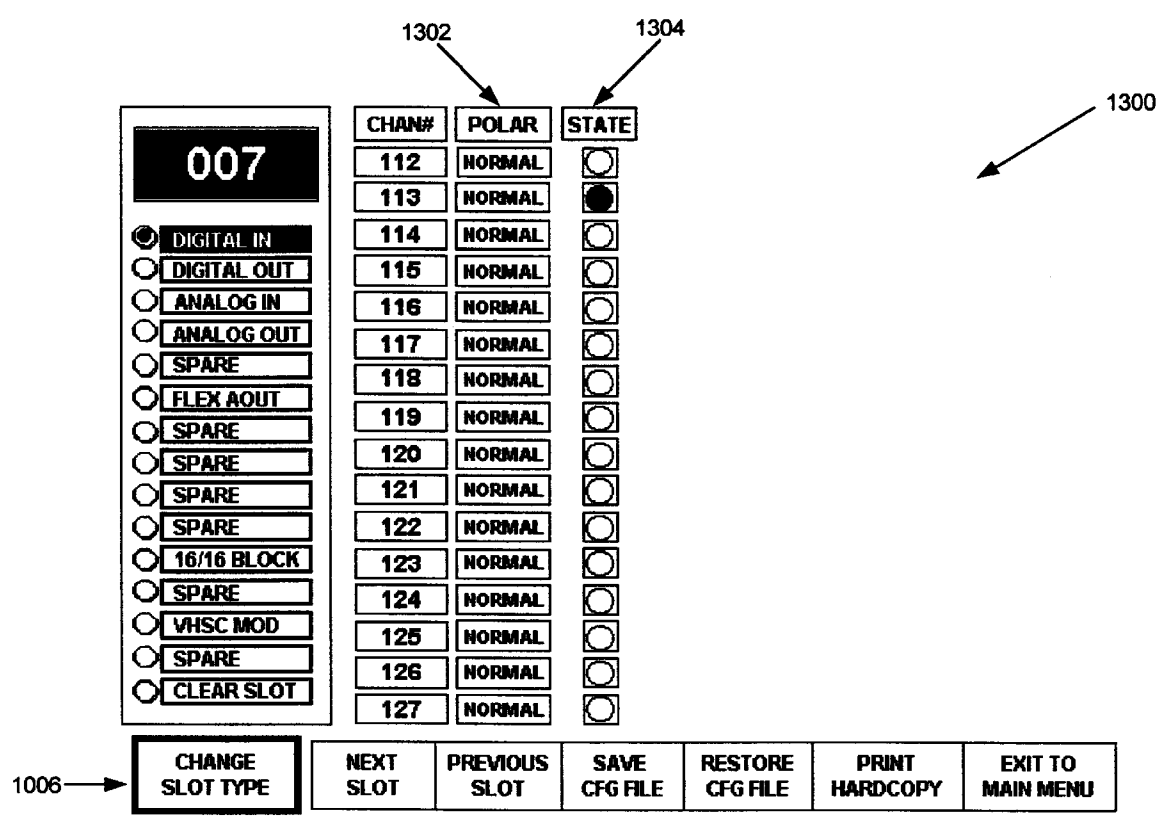 1302
1304
1300
007
DIGITAL IN
DIGITAL OUT
ANALOG IN
ANALOG OUT
SPARE
FLEX AOUT
SPARE
SPARE
SPARE
SPARE
16/16 BLOCK
SPARE
VHSC MOD
SPARE
CLEAR SLOT
CHAN# POLAR STATE
112 NORMAL
113 NORMAL
114 NORMAL
115 NORMAL
116 NORMAL
117 NORMAL
118 NORMAL
119 NORMAL
120 NORMAL
121 NORMAL
122 NORMAL
123 NORMAL
124 NORMAL
125 NORMAL
126 NORMAL
127 NORMAL
1006
CHANGE
SLOT TYPE
NEXT
SLOT
PREVIOUS
SLOT
SAVE
CFG FILE
RESTORE
CFG FILE
PRINT
HARDCOPY
EXIT TO
MAIN MENU